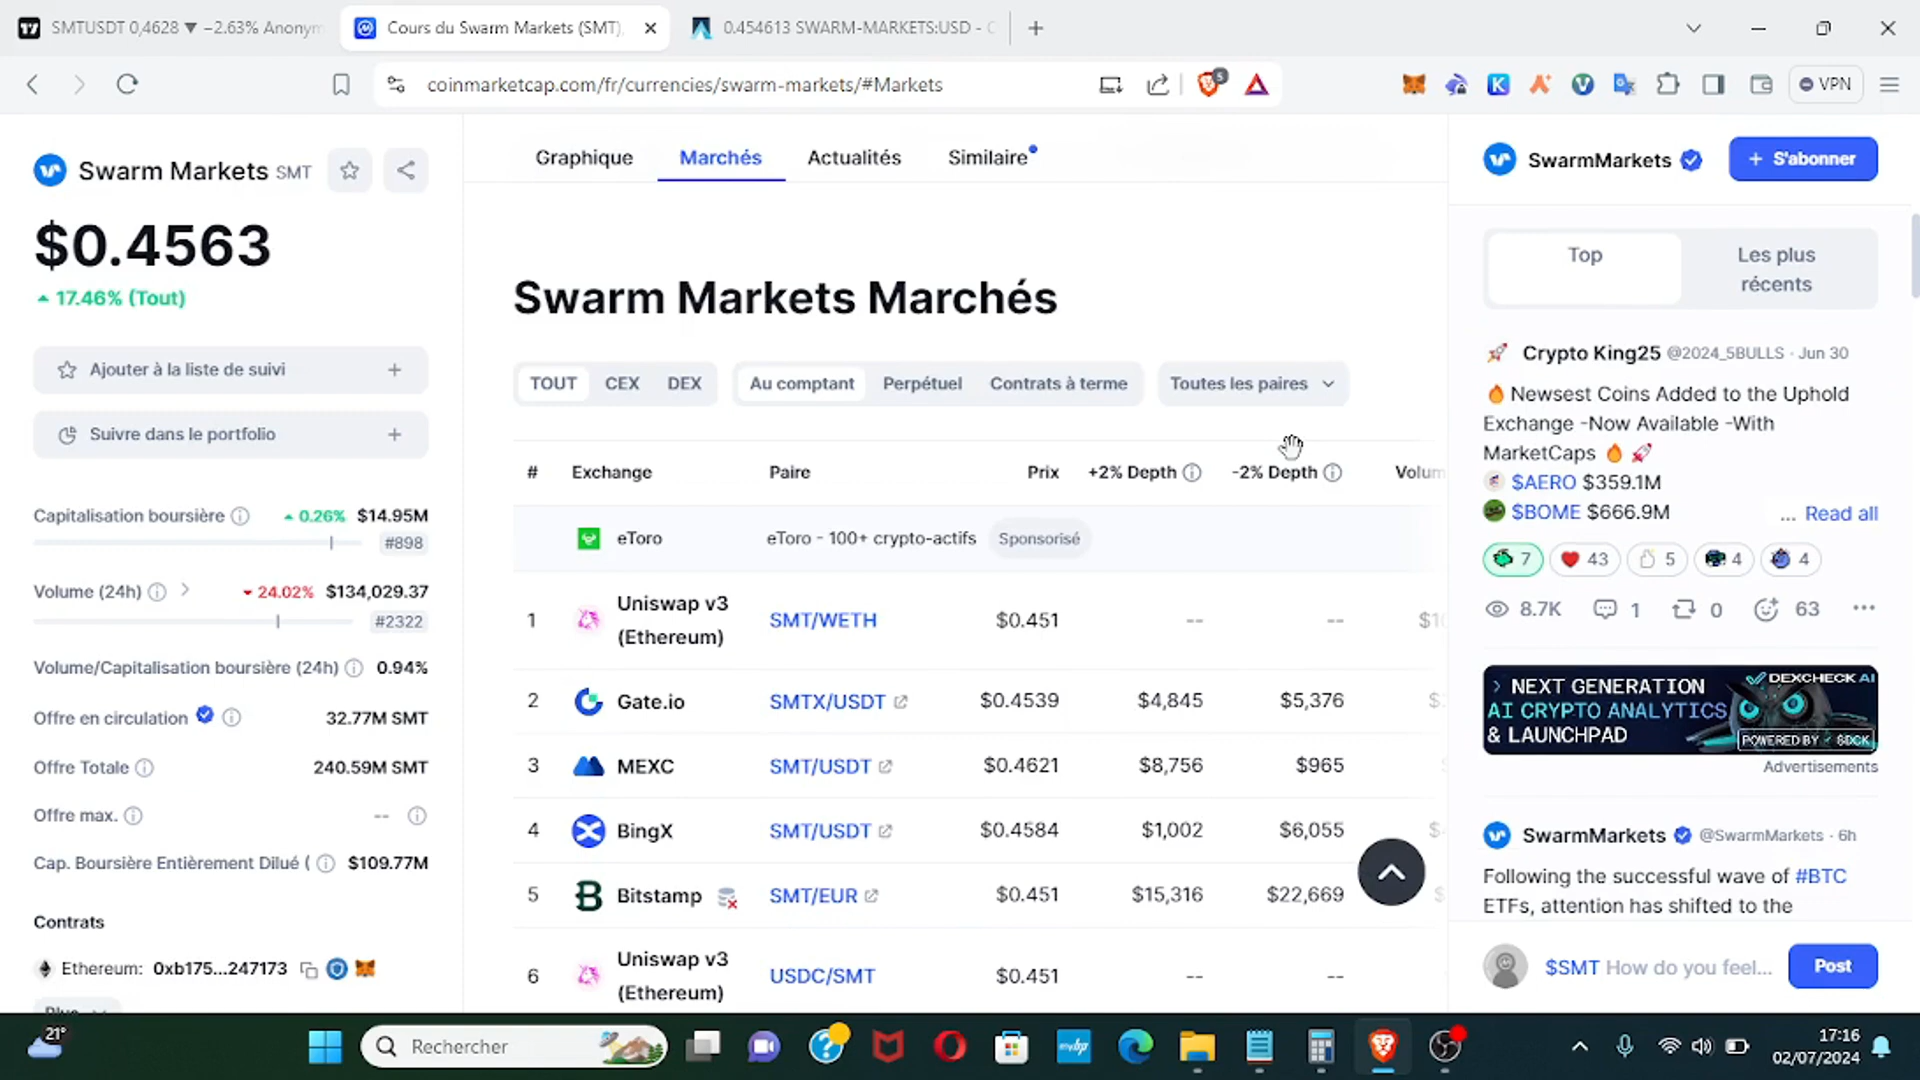 SMTUSDT 0,4628 ▼ −2.63% Anonym
Cours du Swarm Markets (SMT),
0.454613 SWARM-MARKETS:USD - C
coinmarketcap.com/fr/currencies/swarm-markets/#Markets
5
VPN
Swarm Markets SMT
$0.4563
17.46% (Tout)
Ajouter à la liste de suivi
Suivre dans le portfolio
Capitalisation boursière 0.26% $14.95M
#898
Volume (24h) 24.02% $134,029.37
#2322
Volume/Capitalisation boursière (24h) 0.94%
Offre en circulation 32.77M SMT
Offre Totale 240.59M SMT
Offre max. --
Cap. Boursière Entièrement Dilué ( $109.77M
Contrats
Ethereum: 0xb175...247173
Plus
Graphique Marchés Actualités Similaire
Swarm Markets Marchés
TOUT CEX DEX Au comptant Perpétuel Contrats à terme Toutes les paires
# Exchange Paire Prix +2% Depth -2% Depth Volum
eToro eToro - 100+ crypto-actifs Sponsorisé
1 Uniswap v3 (Ethereum) SMT/WETH $0.451 -- --
2 Gate.io SMTX/USDT $0.4539 $4,845 $5,376
3 MEXC SMT/USDT $0.4621 $8,756 $965
4 BingX SMT/USDT $0.4584 $1,002 $6,055
5 Bitstamp SMT/EUR $0.451 $15,316 $22,669
6 Uniswap v3 (Ethereum) USDC/SMT $0.451 -- --
SwarmMarkets + S'abonner
Top Les plus récents
Crypto King25 @2024_5BULLS · Jun 30
Newsest Coins Added to the Uphold
Exchange -Now Available -With
MarketCaps
$AERO $359.1M
$BOME $666.9M ... Read all
7 43 5 4 4
8.7K 1 0 63
> NEXT GENERATION
AI CRYPTO ANALYTICS
& LAUNCHPAD
DEXCHECK AI
POWERED BY $DCK
Advertisements
SwarmMarkets @SwarmMarkets · 6h
Following the successful wave of #BTC
ETFs, attention has shifted to the
$SMT How do you feel... Post
21°
Rechercher
17:16
02/07/2024